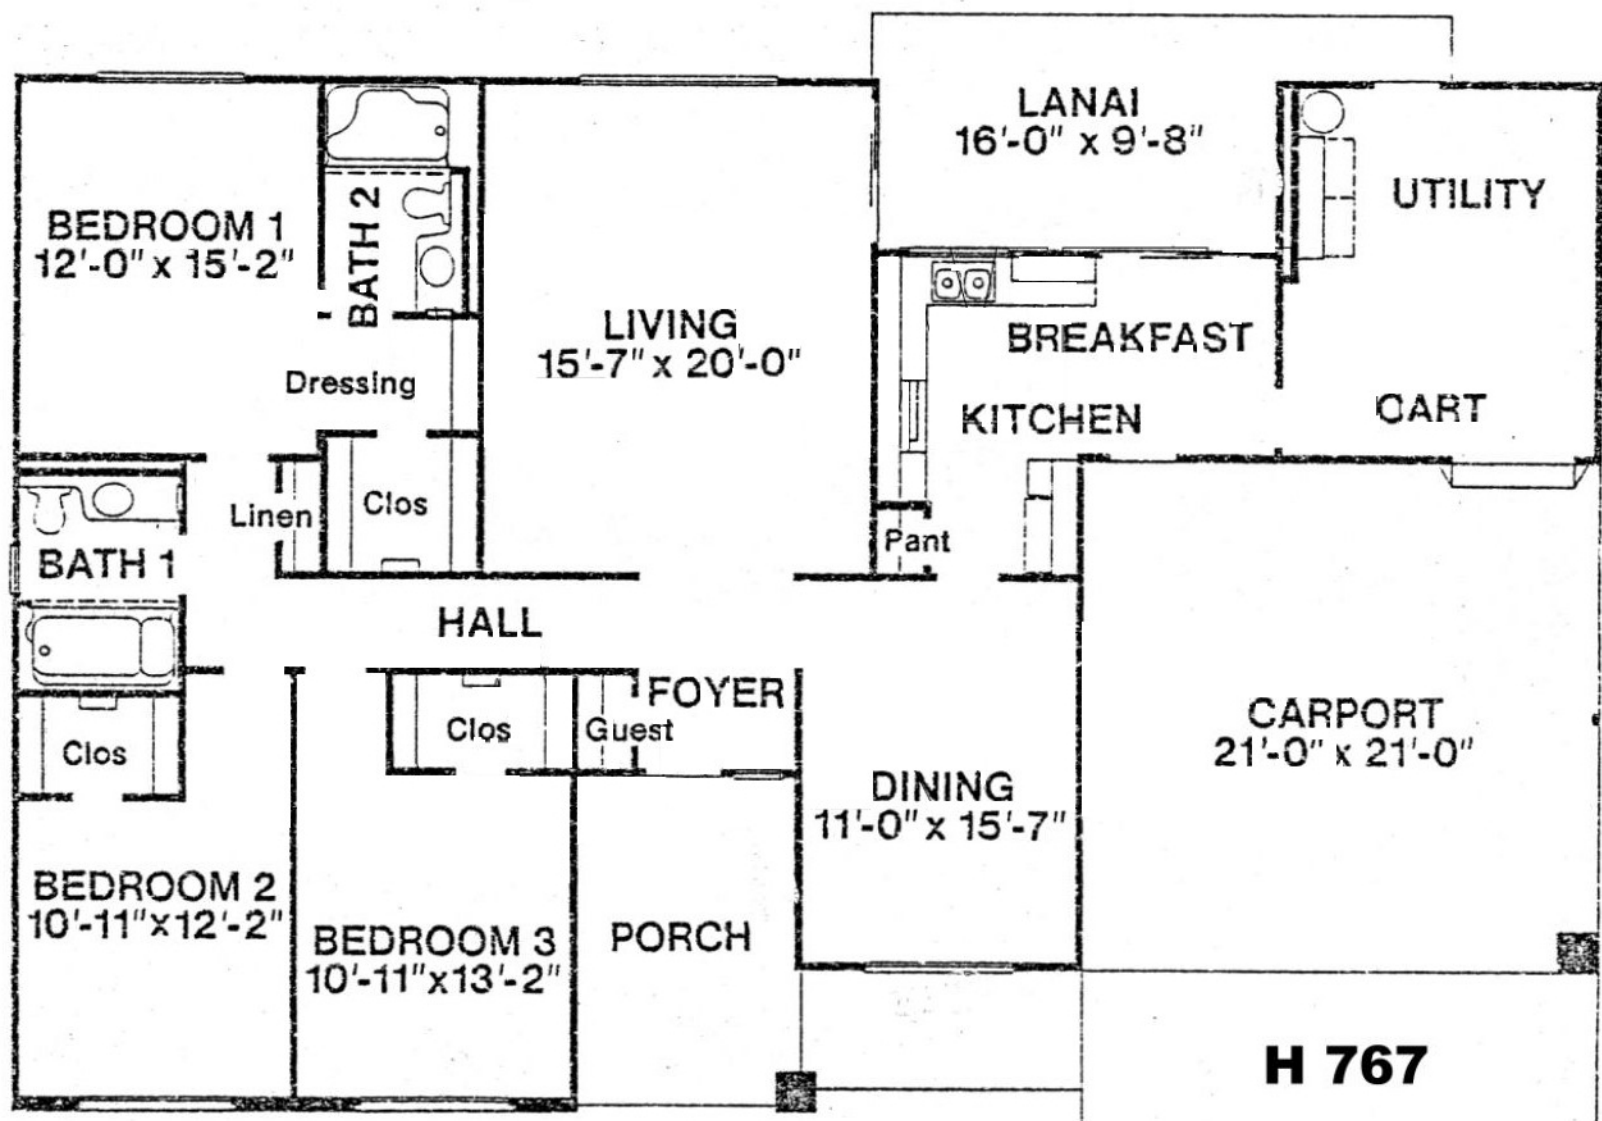 LANAI
16'-0" x 9'-8"
UTILITY
BEDROOM 1
12'-0" x 15'-2"
BATH 2
LIVING
15'-7" x 20'-0"
BREAKFAST
KITCHEN
CART
Dressing
Linen
Clos
Pant
BATH 1
HALL
FOYER
Clos
Guest
Clos
CARPORT
21'-0" x 21'-0"
DINING
11'-0" x 15'-7"
BEDROOM 2
10'-11"x12'-2"
BEDROOM 3
10'-11"x13'-2"
PORCH
H 767